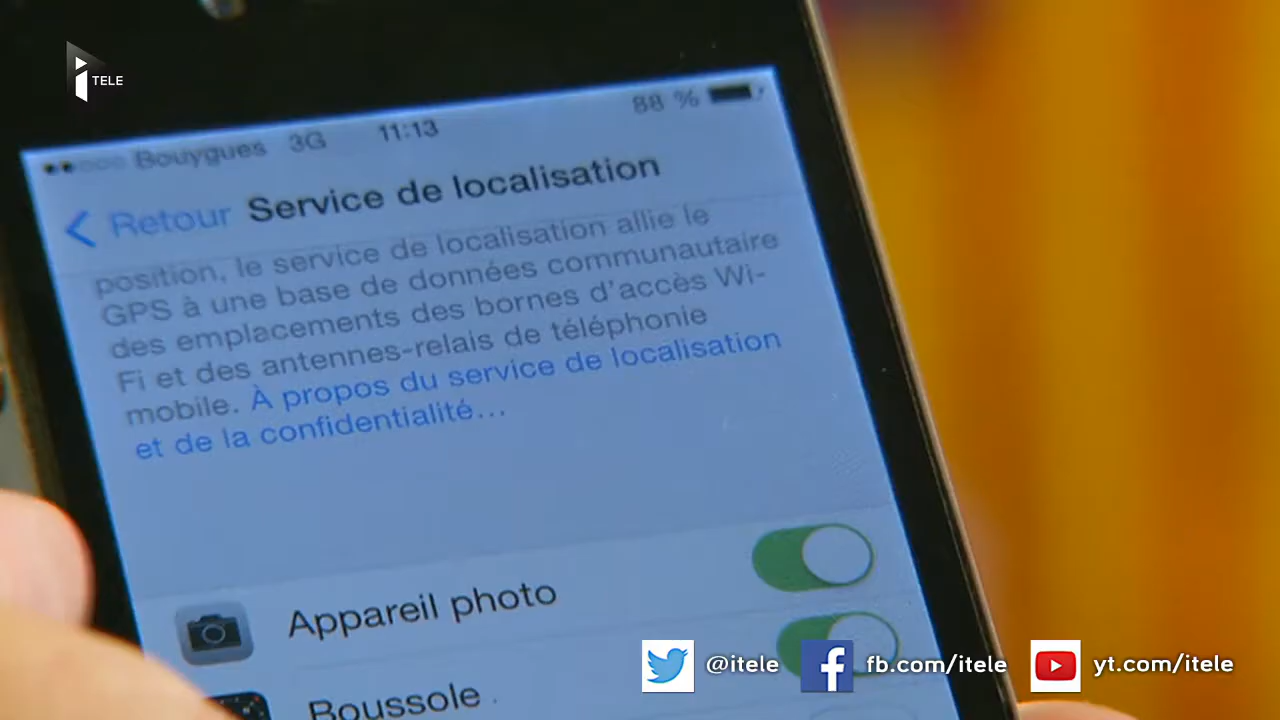 TELE
Bouygues 3G 11:13 88 %
Retour Service de localisation
position, le service de localisation allie le
GPS à une base de données communautaire
des emplacements des bornes d'accès Wi-
Fi et des antennes-relais de téléphonie
mobile. À propos du service de localisation
et de la confidentialité...
Appareil photo
Boussole
@itele fb.com/itele yt.com/itele